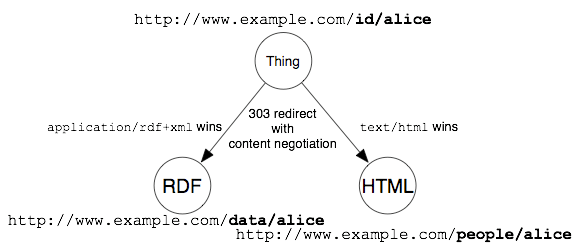 http://www.example.com/id/alice
Thing
303 redirect
with
content negotiation
application/rdf+xml wins
text/html wins
RDF
HTML
http://www.example.com/data/alice
http://www.example.com/people/alice